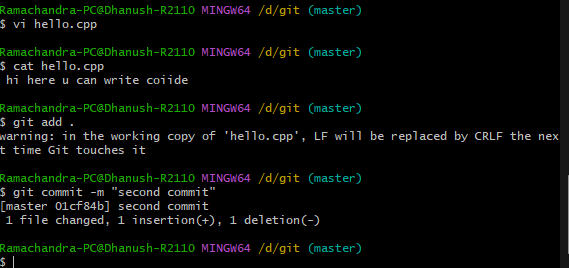 Ramachandra-PC@Dhanush-R2110 MINGW64 /d/git (master)
$ vi hello.cpp
Ramachandra-PC@Dhanush-R2110 MINGW64 /d/git (master)
$ cat hello.cpp
 hi here u can write coiide
Ramachandra-PC@Dhanush-R2110 MINGW64 /d/git (master)
$ git add .
warning: in the working copy of 'hello.cpp', LF will be replaced by CRLF the nex
t time Git touches it
Ramachandra-PC@Dhanush-R2110 MINGW64 /d/git (master)
$ git commit -m "second commit"
[master 01cf84b] second commit
 1 file changed, 1 insertion(+), 1 deletion(-)
Ramachandra-PC@Dhanush-R2110 MINGW64 /d/git (master)
$